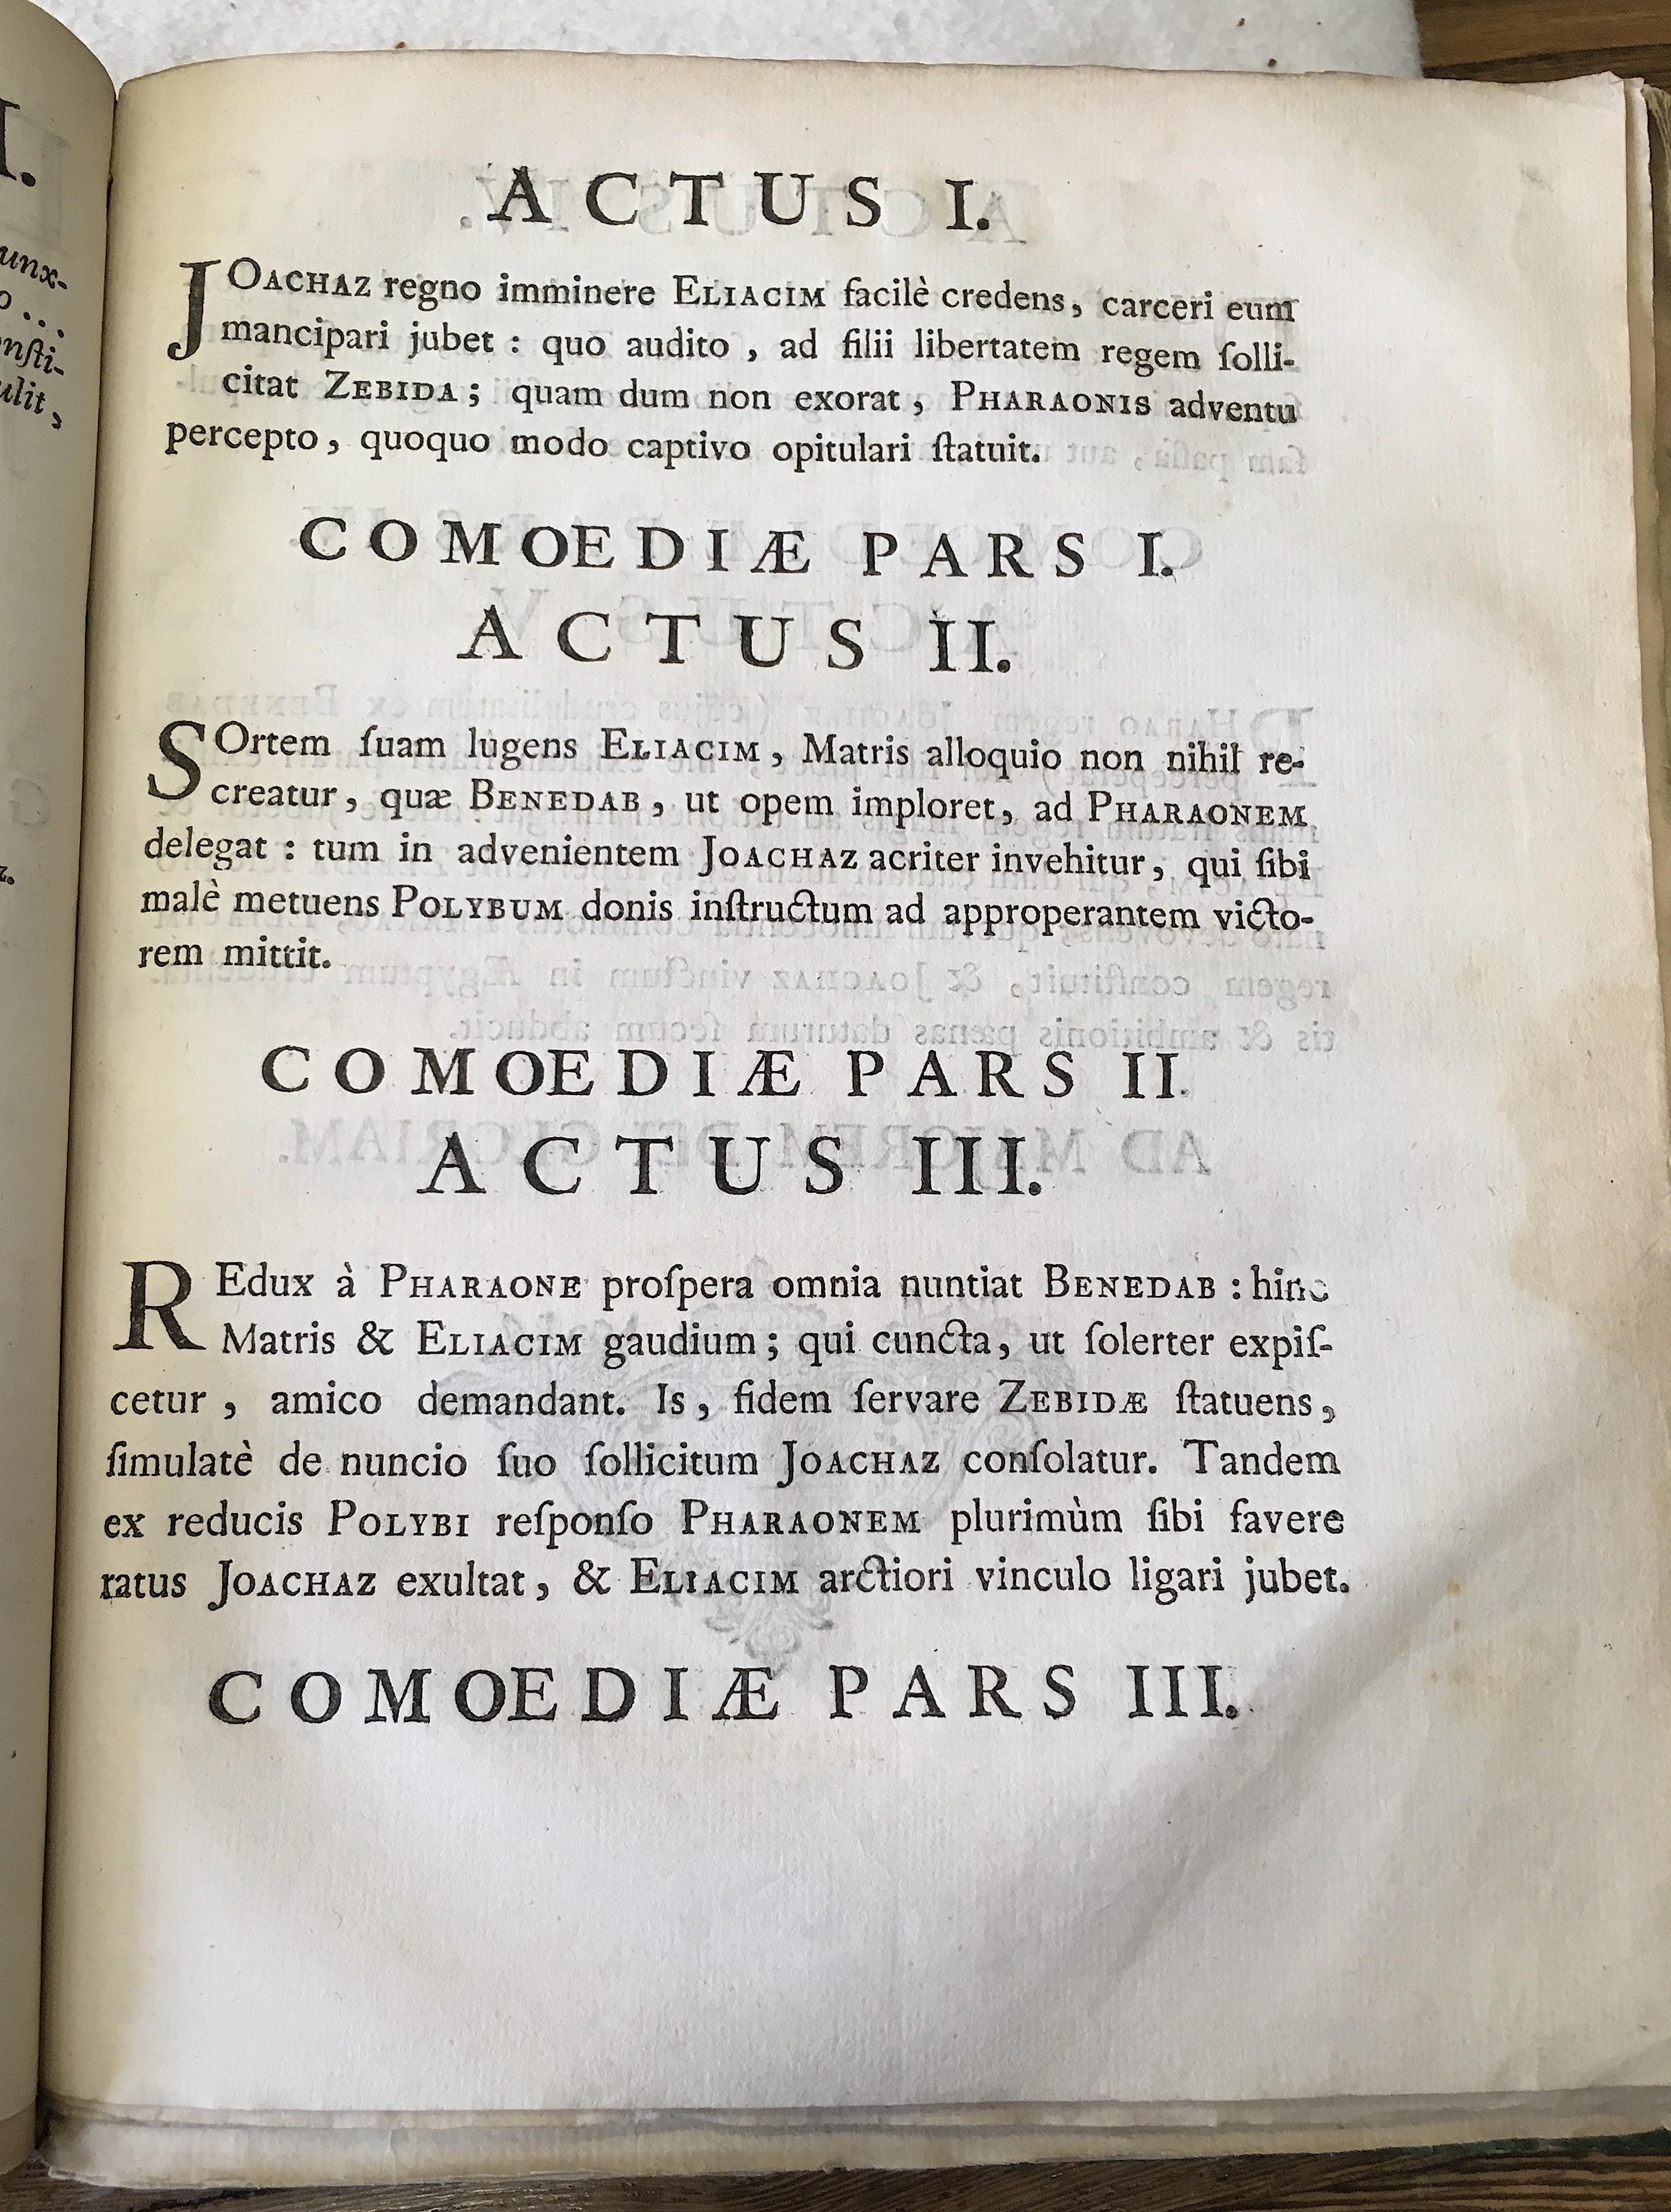 ACTUS I.
JOACHAZ regno imminere ELIACIM facilè credens, carceri eum
mancipari jubet : quo audito , ad filii libertatem regem ſolli-
citat ZEBIDA ; quam dum non exorat , PHARAONIS adventu
percepto , quoquo modo captivo opitulari ſtatuit.
COMOEDIÆ PARS I.
ACTUS II.
SOrtem ſuam lugens ELIACIM , Matris alloquio non nihil re-
creatur , quæ BENEDAB , ut opem imploret , ad PHARAONEM
delegat : tum in advenientem JOACHAZ acriter invehitur , qui ſibi
malè metuens POLYBUM donis inſtructum ad approperantem victo-
rem mittit.
COMOEDIÆ PARS II.
ACTUS III.
REdux à PHARAONE proſpera omnia nuntiat BENEDAB : hinc
Matris & ELIACIM gaudium ; qui cuncta , ut ſolerter expiſ-
cetur , amico demandant. Is , fidem ſervare ZEBIDÆ ſtatuens ,
ſimulatè de nuncio ſuo ſollicitum JOACHAZ conſolatur. Tandem
ex reducis POLYBI reſponſo PHARAONEM plurimùm ſibi favere
ratus JOACHAZ exultat , & ELIACIM arctiori vinculo ligari jubet.
COMOEDIÆ PARS III.